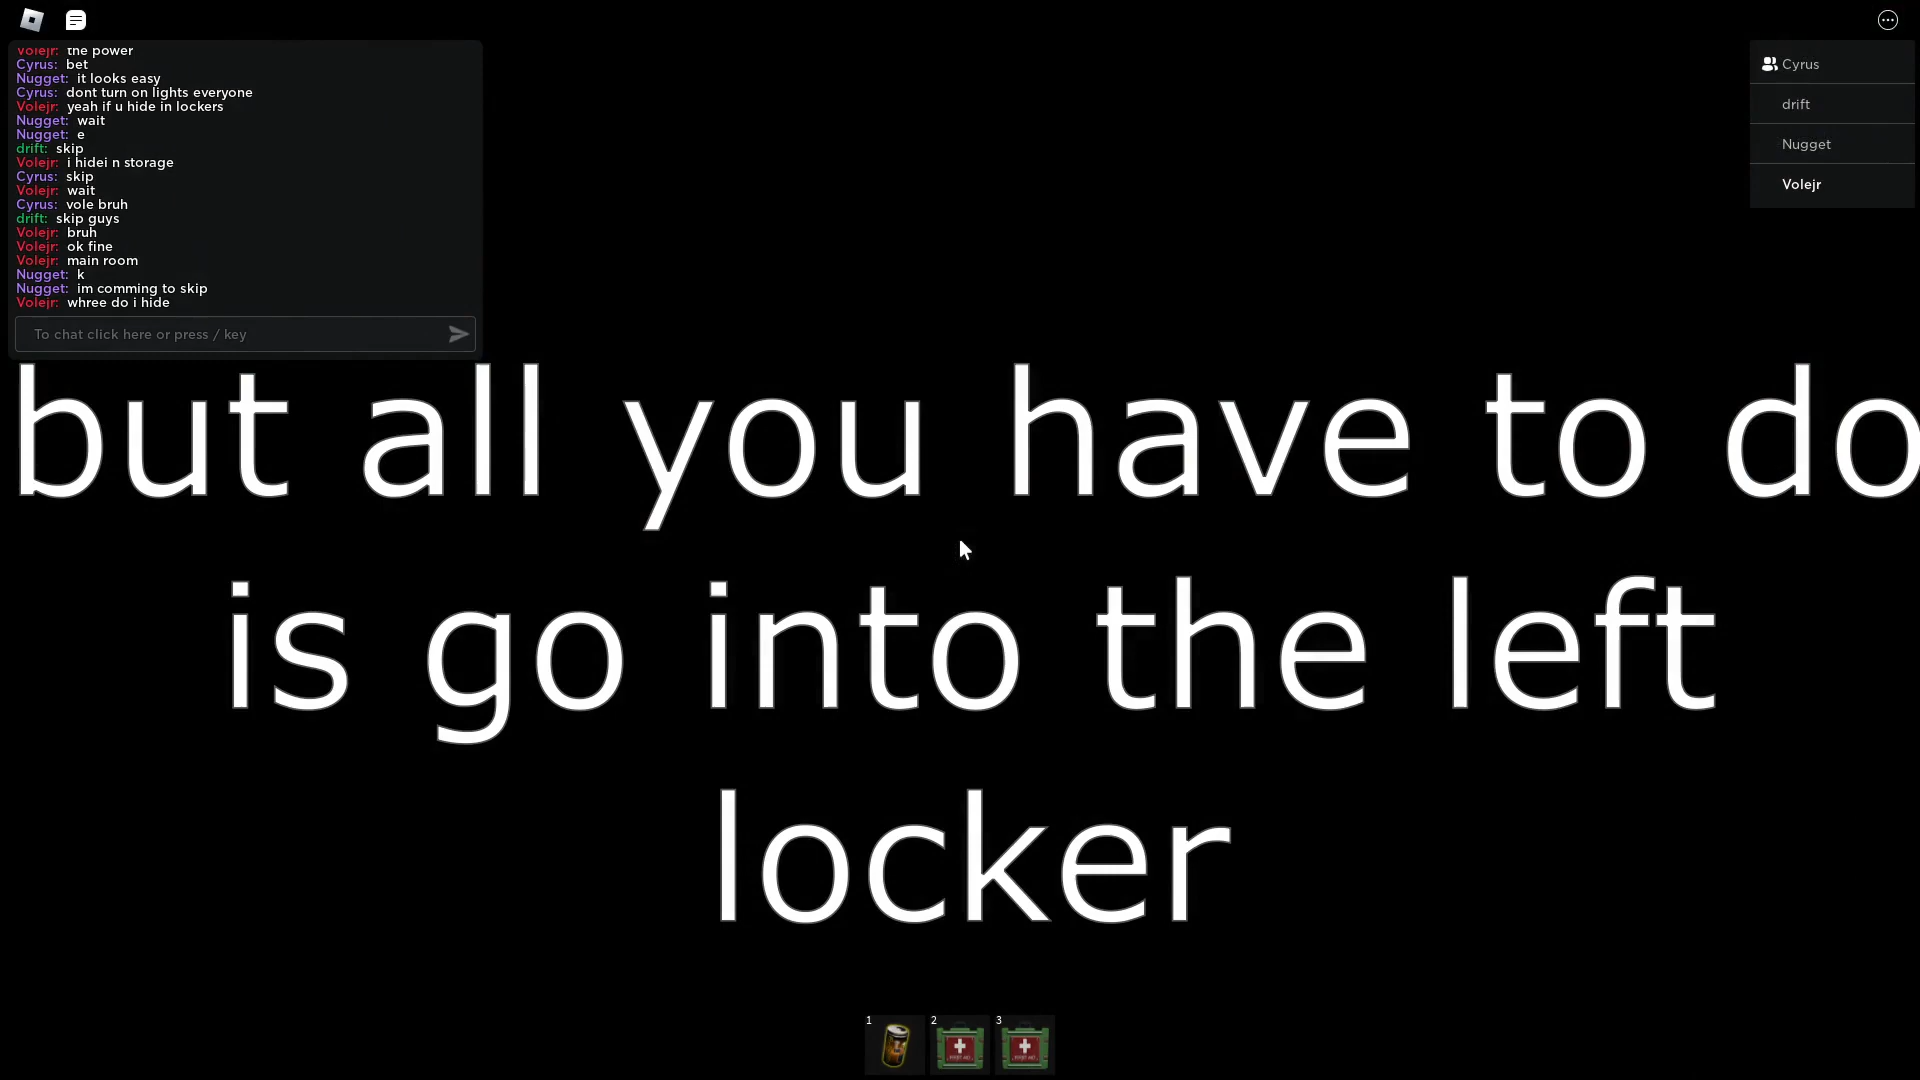 Volejr: the power
Cyrus: bet
Nugget: it looks easy
Cyrus: dont turn on lights everyone
Volejr: yeah if u hide in lockers
Nugget: wait
Nugget: e
drift: skip
Volejr: i hidei n storage
Cyrus: skip
Volejr: wait
Cyrus: vole bruh
drift: skip guys
Volejr: bruh
Volejr: ok fine
Volejr: main room
Nugget: k
Nugget: im comming to skip
Volejr: whree do i hide
To chat click here or press / key
Cyrus
drift
Nugget
Volejr
but all you have to do
is go into the left
locker
1
2
3